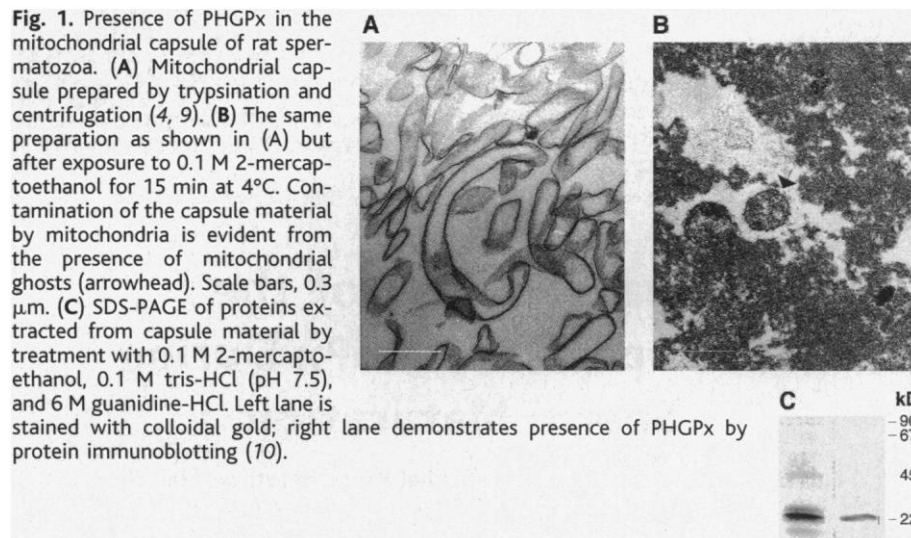 Fig. 1. Presence of PHGPx in the
mitochondrial capsule of rat sper-
matozoa. (A) Mitochondrial cap-
sule prepared by trypsination and
centrifugation (4, 9). (B) The same
preparation as shown in (A) but
after exposure to 0.1 M 2-mercap-
toethanol for 15 min at 4°C. Con-
tamination of the capsule material
by mitochondria is evident from
the presence of mitochondrial
ghosts (arrowhead). Scale bars, 0.3
μm. (C) SDS-PAGE of proteins ex-
tracted from capsule material by
treatment with 0.1 M 2-mercapto-
ethanol, 0.1 M tris-HCl (pH 7.5),
and 6 M guanidine-HCl. Left lane is
stained with colloidal gold; right lane demonstrates presence of PHGPx by
protein immunoblotting (10).
A
B
C
kD
67
22